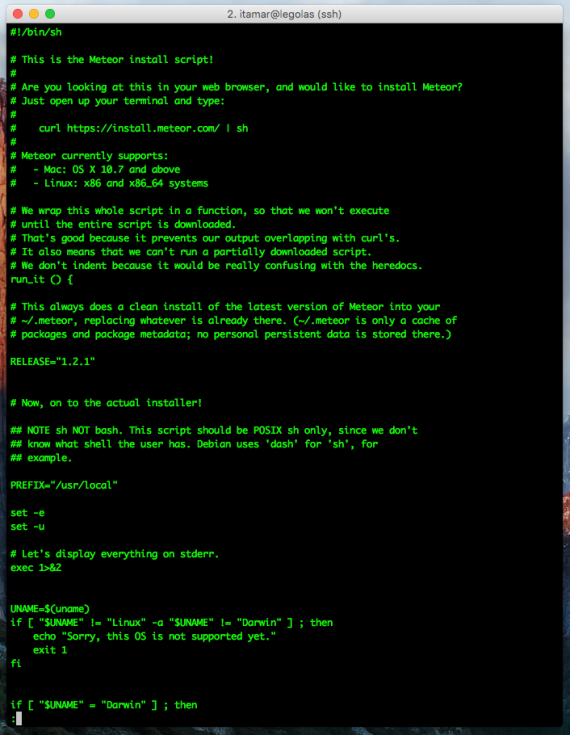 2. itamar@legolas (ssh)
#!/bin/sh
# This is the Meteor install script!
#
# Are you looking at this in your web browser, and would like to install Meteor?
# Just open up your terminal and type:
#
#    curl https://install.meteor.com/ | sh
#
# Meteor currently supports:
#   - Mac: OS X 10.7 and above
#   - Linux: x86 and x86_64 systems
# We wrap this whole script in a function, so that we won't execute
# until the entire script is downloaded.
# That's good because it prevents our output overlapping with curl's.
# It also means that we can't run a partially downloaded script.
# We don't indent because it would be really confusing with the heredocs.
run_it () {
# This always does a clean install of the latest version of Meteor into your
# ~/.meteor, replacing whatever is already there. (~/.meteor is only a cache of
# packages and package metadata; no personal persistent data is stored there.)
RELEASE="1.2.1"
# Now, on to the actual installer!
## NOTE sh NOT bash. This script should be POSIX sh only, since we don't
## know what shell the user has. Debian uses 'dash' for 'sh', for
## example.
PREFIX="/usr/local"
set -e
set -u
# Let's display everything on stderr.
exec 1>&2
UNAME=$(uname)
if [ "$UNAME" != "Linux" -a "$UNAME" != "Darwin" ] ; then
    echo "Sorry, this OS is not supported yet."
    exit 1
fi
if [ "$UNAME" = "Darwin" ] ; then
: